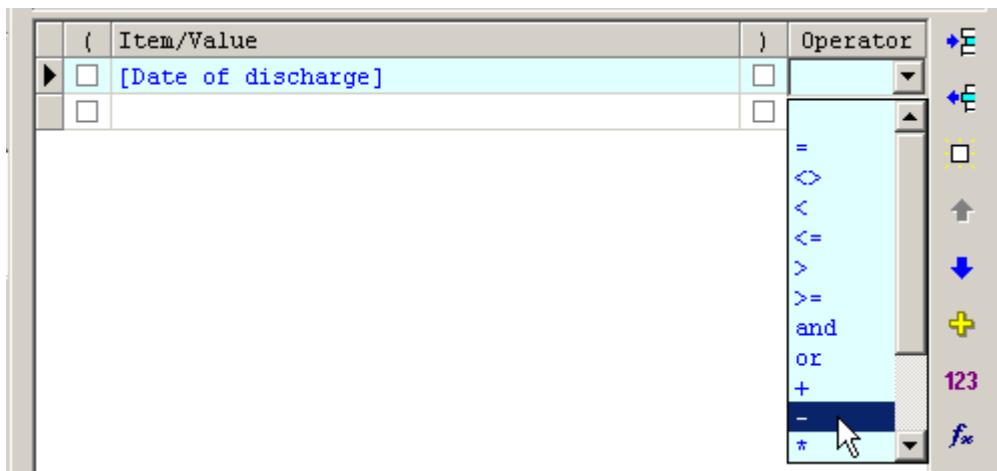 ( Item/Value ) Operator
[Date of discharge]
=
<>
<
<=
>
>=
and
or
+
-
*
123
fx